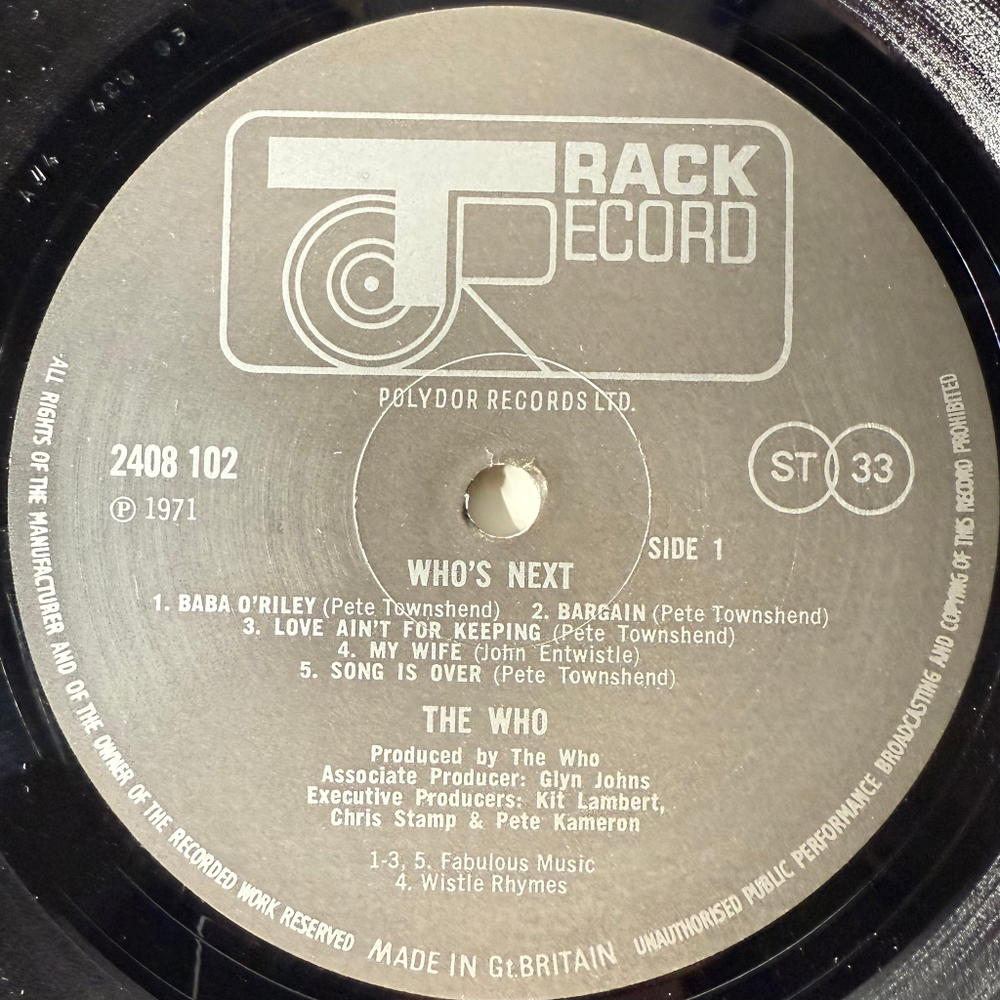 TRACK
RECORD
POLYDOR RECORDS LTD.
2408 102
ST 33
℗ 1971
SIDE 1
WHO'S NEXT
1. BABA O'RILEY (Pete Townshend) 2. BARGAIN (Pete Townshend)
3. LOVE AIN'T FOR KEEPING (Pete Townshend)
4. MY WIFE (John Entwistle)
5. SONG IS OVER (Pete Townshend)
THE WHO
Produced by The Who
Associate Producer: Glyn Johns
Executive Producers: Kit Lambert,
Chris Stamp & Pete Kameron
1-3, 5. Fabulous Music
4. Wistle Rhymes
ALL RIGHTS OF THE MANUFACTURER AND OF THE OWNER OF THE RECORDED WORK RESERVED
MADE IN Gt.BRITAIN
UNAUTHORISED PUBLIC PERFORMANCE BROADCASTING AND COPYING OF THIS RECORD PROHIBITED